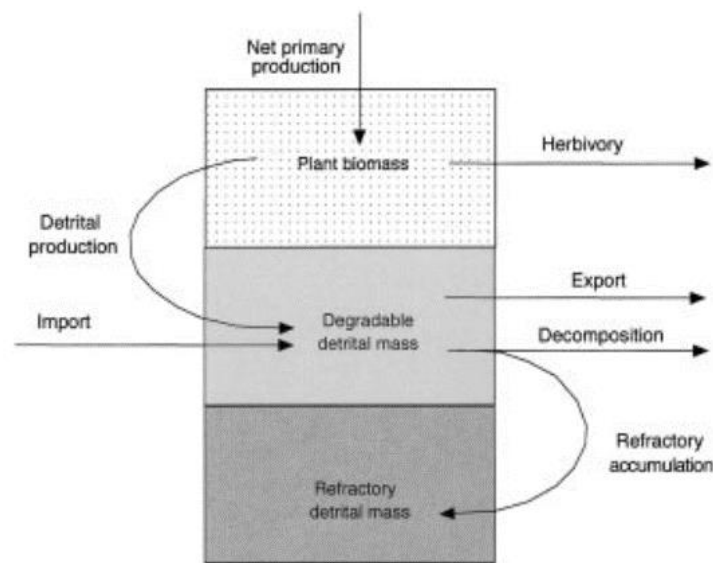 Net primary
production
Plant biomass
Herbivory
Detrital
production
Export
Import
Degradable
detrital mass
Decomposition
Refractory
accumulation
Refractory
detrital mass